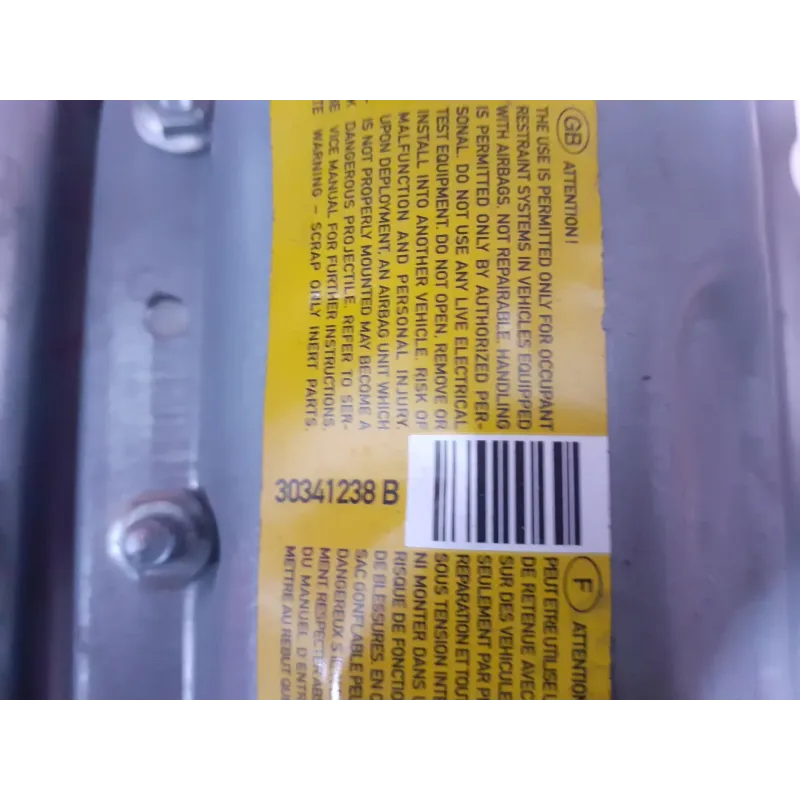 GB ATTENTION!
THE USE IS PERMITTED ONLY FOR OCCUPANT
RESTRAINT SYSTEMS IN VEHICLES EQUIPPED
WITH AIRBAGS. NOT REPAIRABLE. HANDLING
IS PERMITTED ONLY BY AUTHORIZED PER-
SONAL. DO NOT USE ANY LIVE ELECTRICAL
TEST EQUIPMENT. DO NOT OPEN, REMOVE OR
INSTALL INTO ANOTHER VEHICLE. RISK OF
MALFUNCTION AND PERSONAL INJURY.
UPON DEPLOYMENT, AN AIRBAG UNIT WHICH
IS NOT PROPERLY MOUNTED MAY BECOME A
DANGEROUS PROJECTILE. REFER TO SER-
VICE MANUAL FOR FURTHER INSTRUCTIONS.
WARNING – SCRAP ONLY INERT PARTS.
30341238 B
F ATTENTION
PEUT ETRE UTILISE
DE RETENUE AVEC
SUR DES VEHICULE
SEULEMENT PAR
REPARATION ET TOU
SOUS TENSION INTE
NI MONTER DANS
RISQUE DE FONCTIO
DE BLESSURES. EN
SAC GONFLABLE PEU
DANGEREUX S
MENT RESPECT
DU MANUEL D'ENTR
METTRE AU REBUT QU